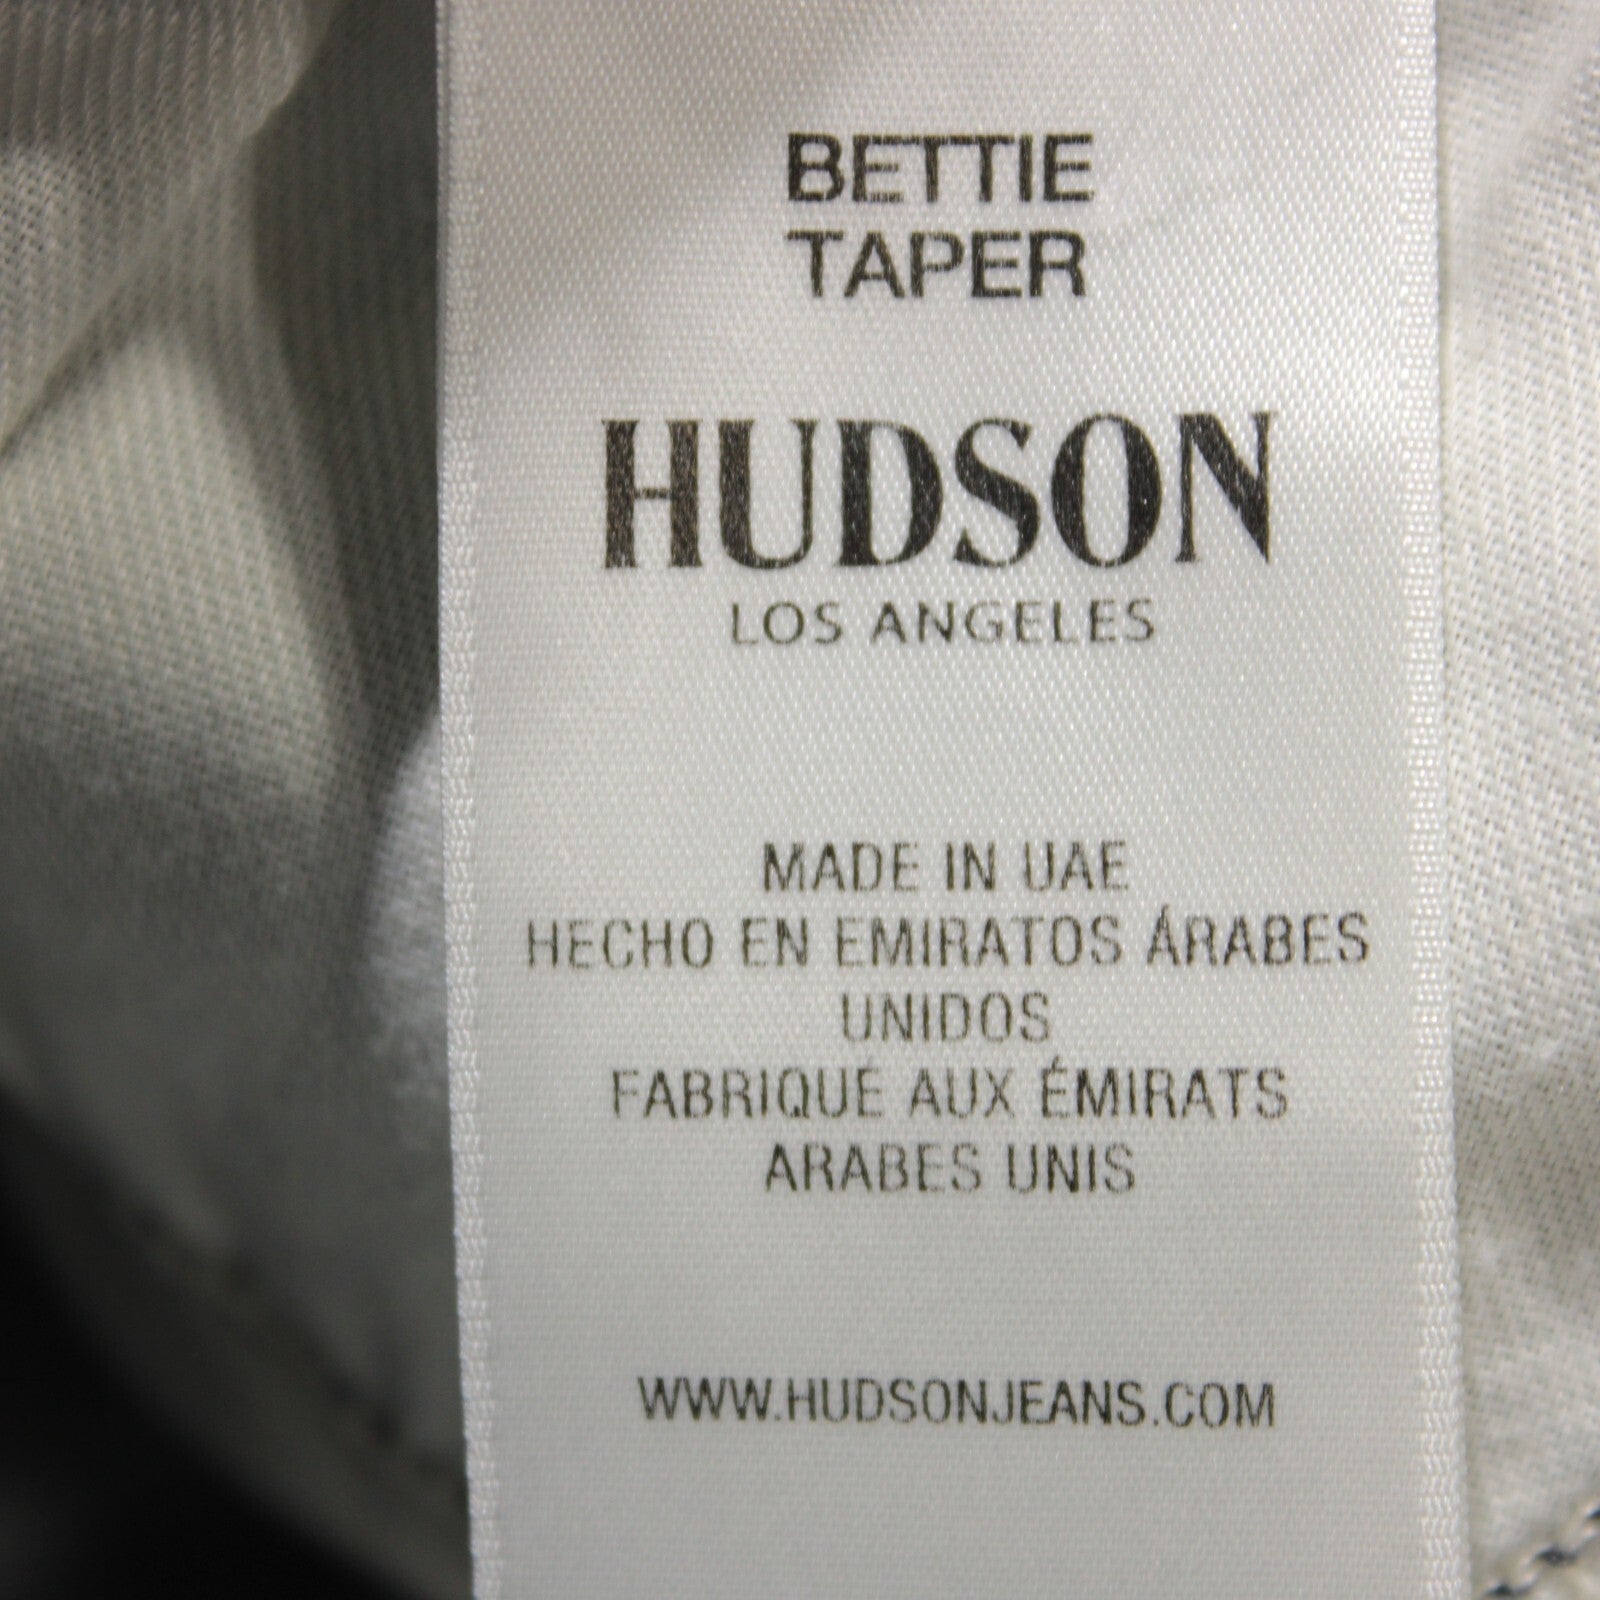 BETTIE
TAPER
HUDSON
LOS ANGELES
MADE IN UAE
HECHO EN EMIRATOS ÁRABES
UNIDOS
FABRIQUÉ AUX ÉMIRATS
ARABES UNIS
WWW.HUDSONJEANS.COM